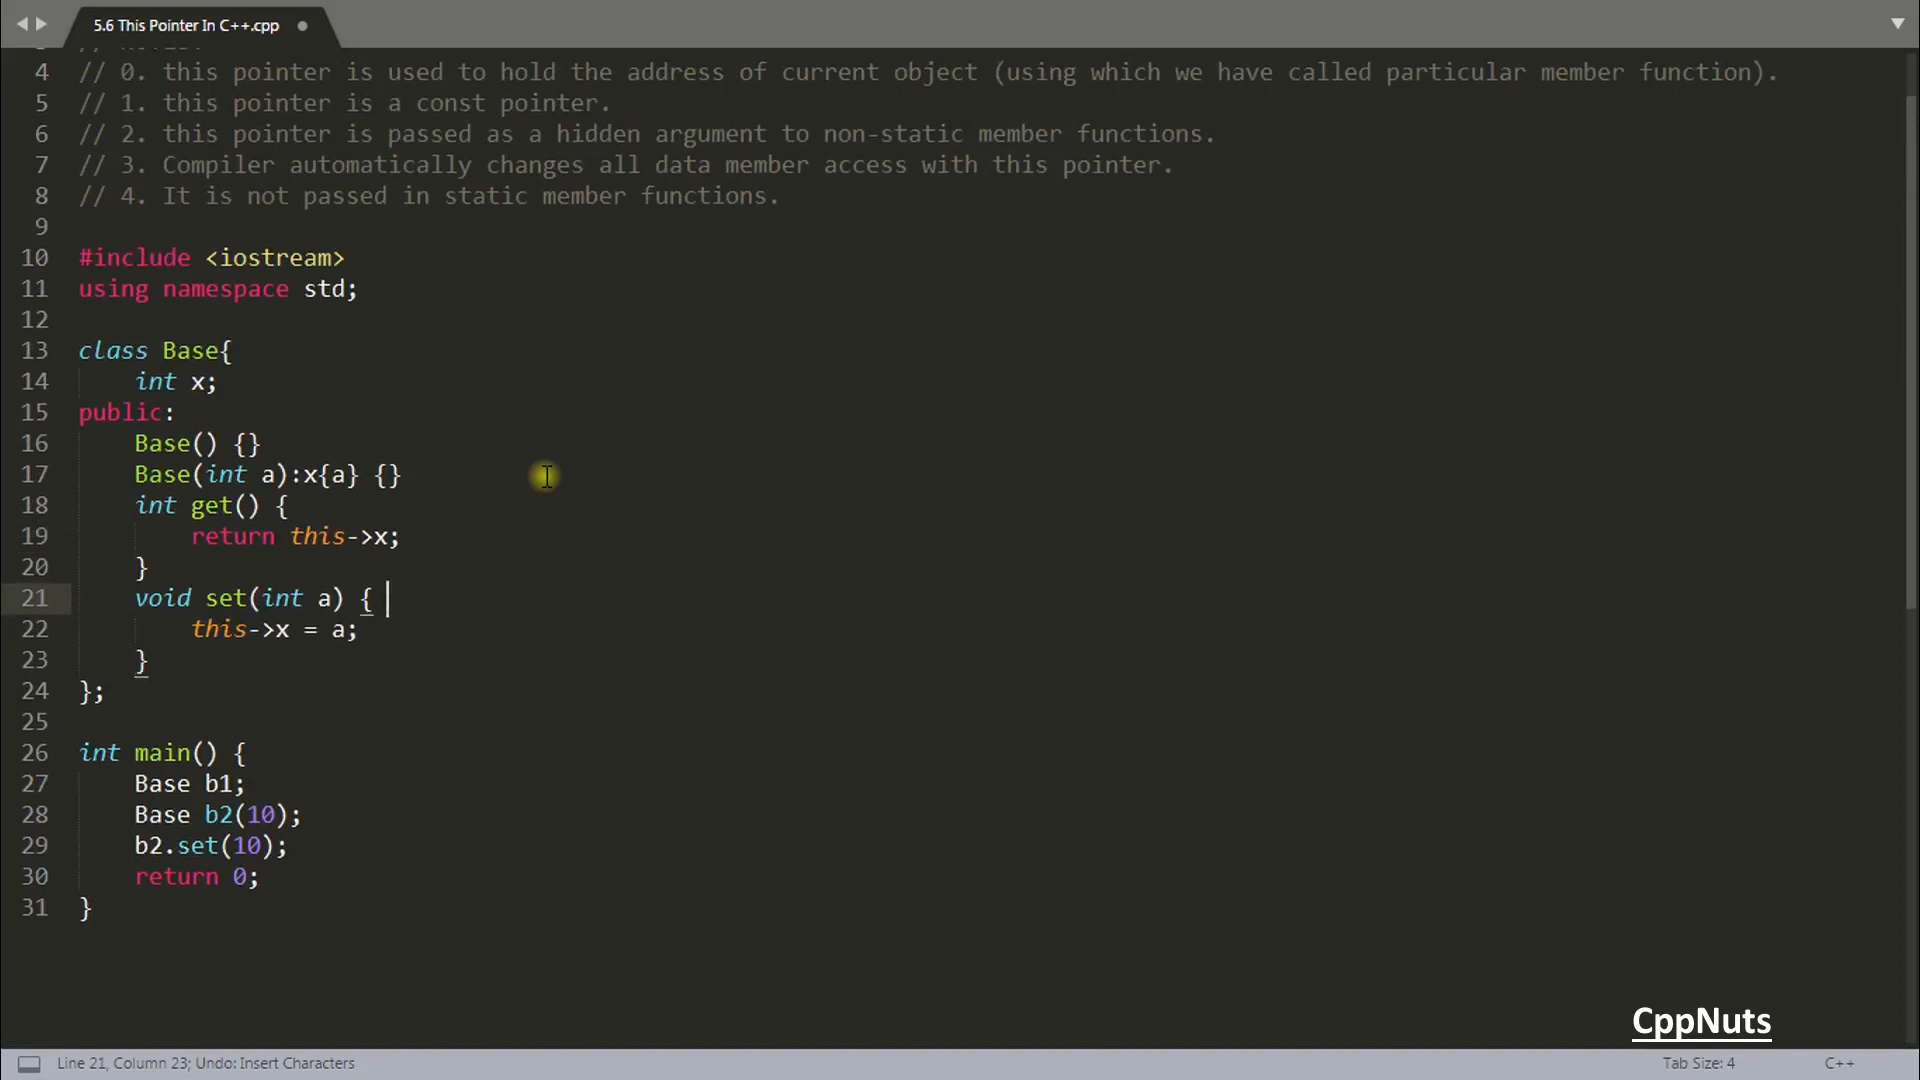 5.6 This Pointer In C++.cpp
4 // 0. this pointer is used to hold the address of current object (using which we have called particular member function).
5 // 1. this pointer is a const pointer.
6 // 2. this pointer is passed as a hidden argument to non-static member functions.
7 // 3. Compiler automatically changes all data member access with this pointer.
8 // 4. It is not passed in static member functions.
9
10 #include <iostream>
11 using namespace std;
12
13 class Base{
14 int x;
15 public:
16 Base() {}
17 Base(int a):x{a} {}
18 int get() {
19 return this->x;
20 }
21 void set(int a) {
22 this->x = a;
23 }
24 };
25
26 int main() {
27 Base b1;
28 Base b2(10);
29 b2.set(10);
30 return 0;
31 }
CppNuts
Line 21, Column 23; Undo: Insert Characters
Tab Size: 4
C++